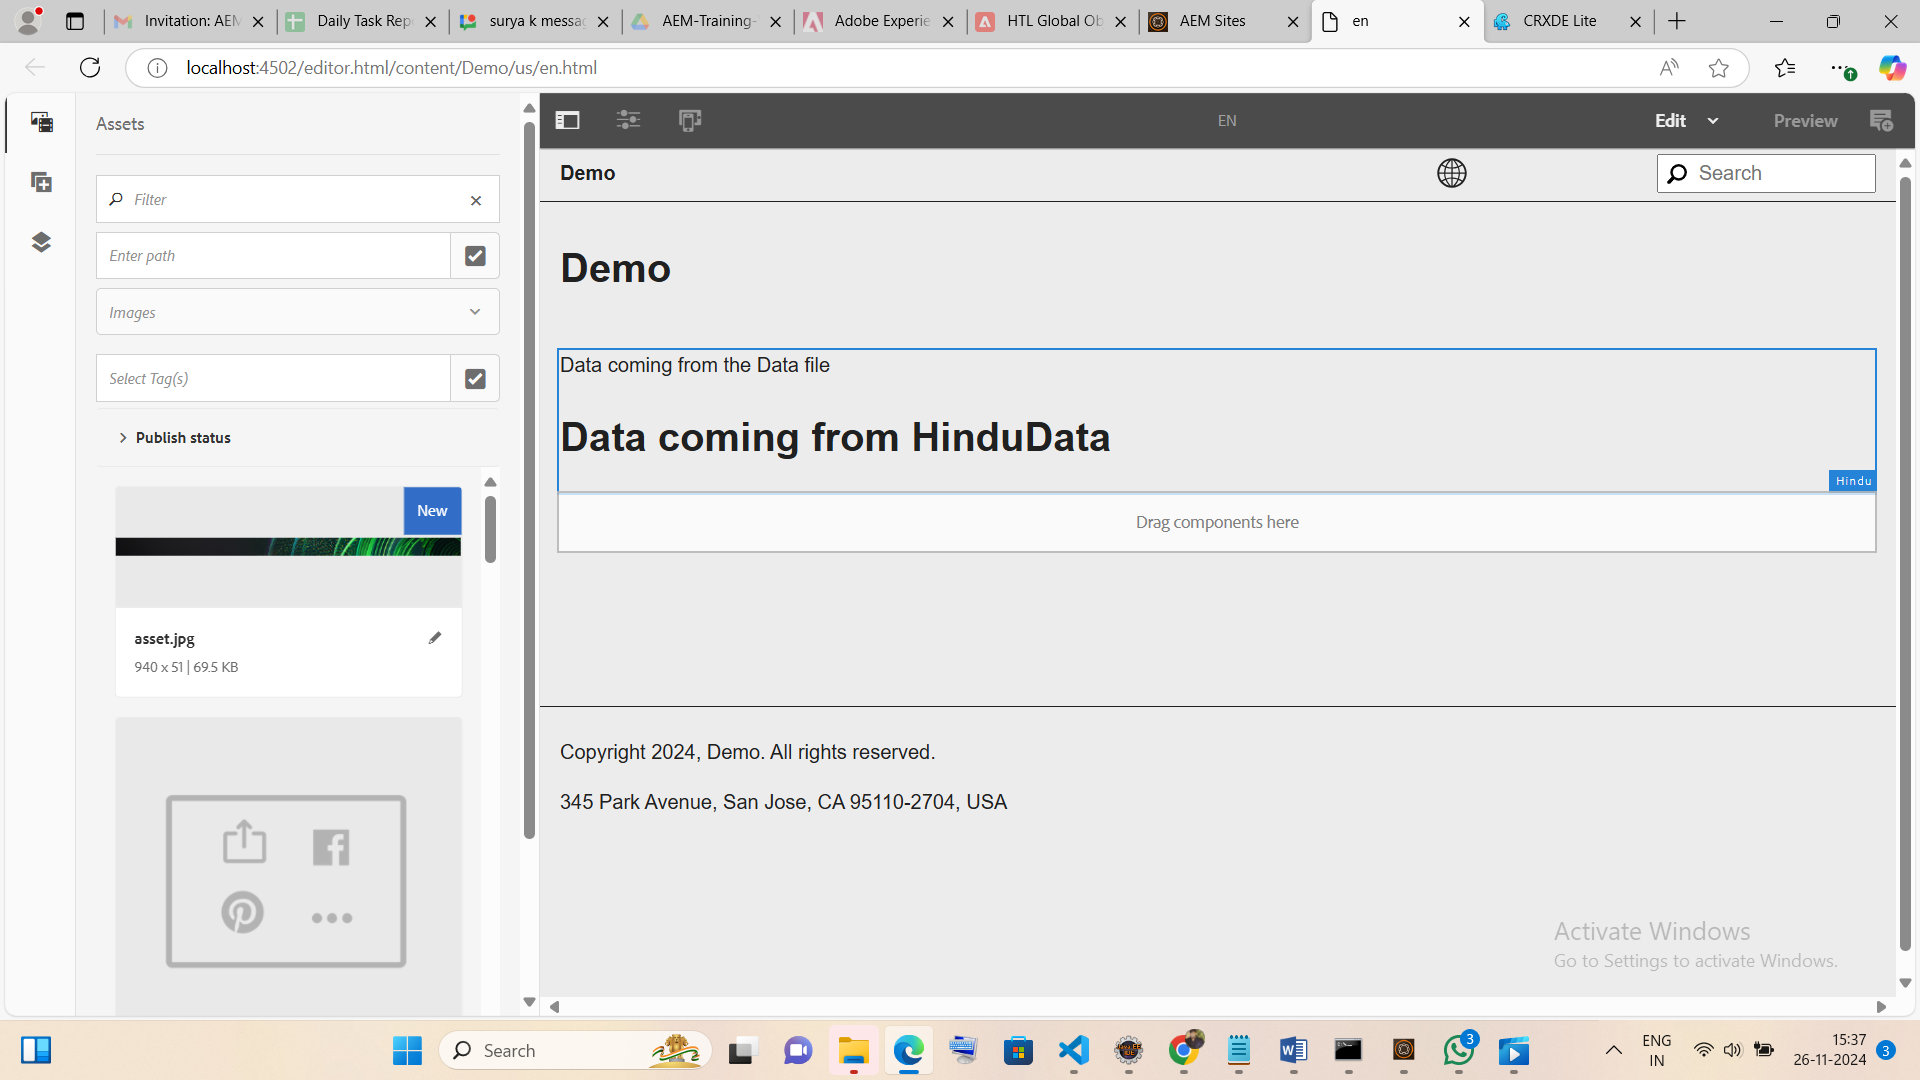 Invitation: AEM
Daily Task Rep
surya k messag
AEM-Training-
Adobe Experie
HTL Global Ob
AEM Sites
en
CRXDE Lite
localhost:4502/editor.html/content/Demo/us/en.html
Assets
Filter
Enter path
Images
Select Tag(s)
Publish status
New
asset.jpg
940 x 51 | 69.5 KB
EN
Edit
Preview
Demo
Search
Demo
Data coming from the Data file
Data coming from HinduData
Hindu
Drag components here
Copyright 2024, Demo. All rights reserved.
345 Park Avenue, San Jose, CA 95110-2704, USA
Activate Windows
Go to Settings to activate Windows.
Search
3
ENG
IN
15:37
26-11-2024
3